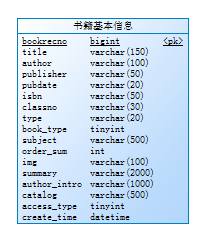 书籍基本信息
bookrecno bigint <pk>
title varchar(150)
author varchar(100)
publisher varchar(50)
pubdate varchar(20)
isbn varchar(50)
classno varchar(30)
type varchar(20)
book_type tinyint
subject varchar(500)
order_sum int
img varchar(100)
summary varchar(2000)
author_intro varchar(1000)
catalog varchar(500)
access_type tinyint
create_time datetime